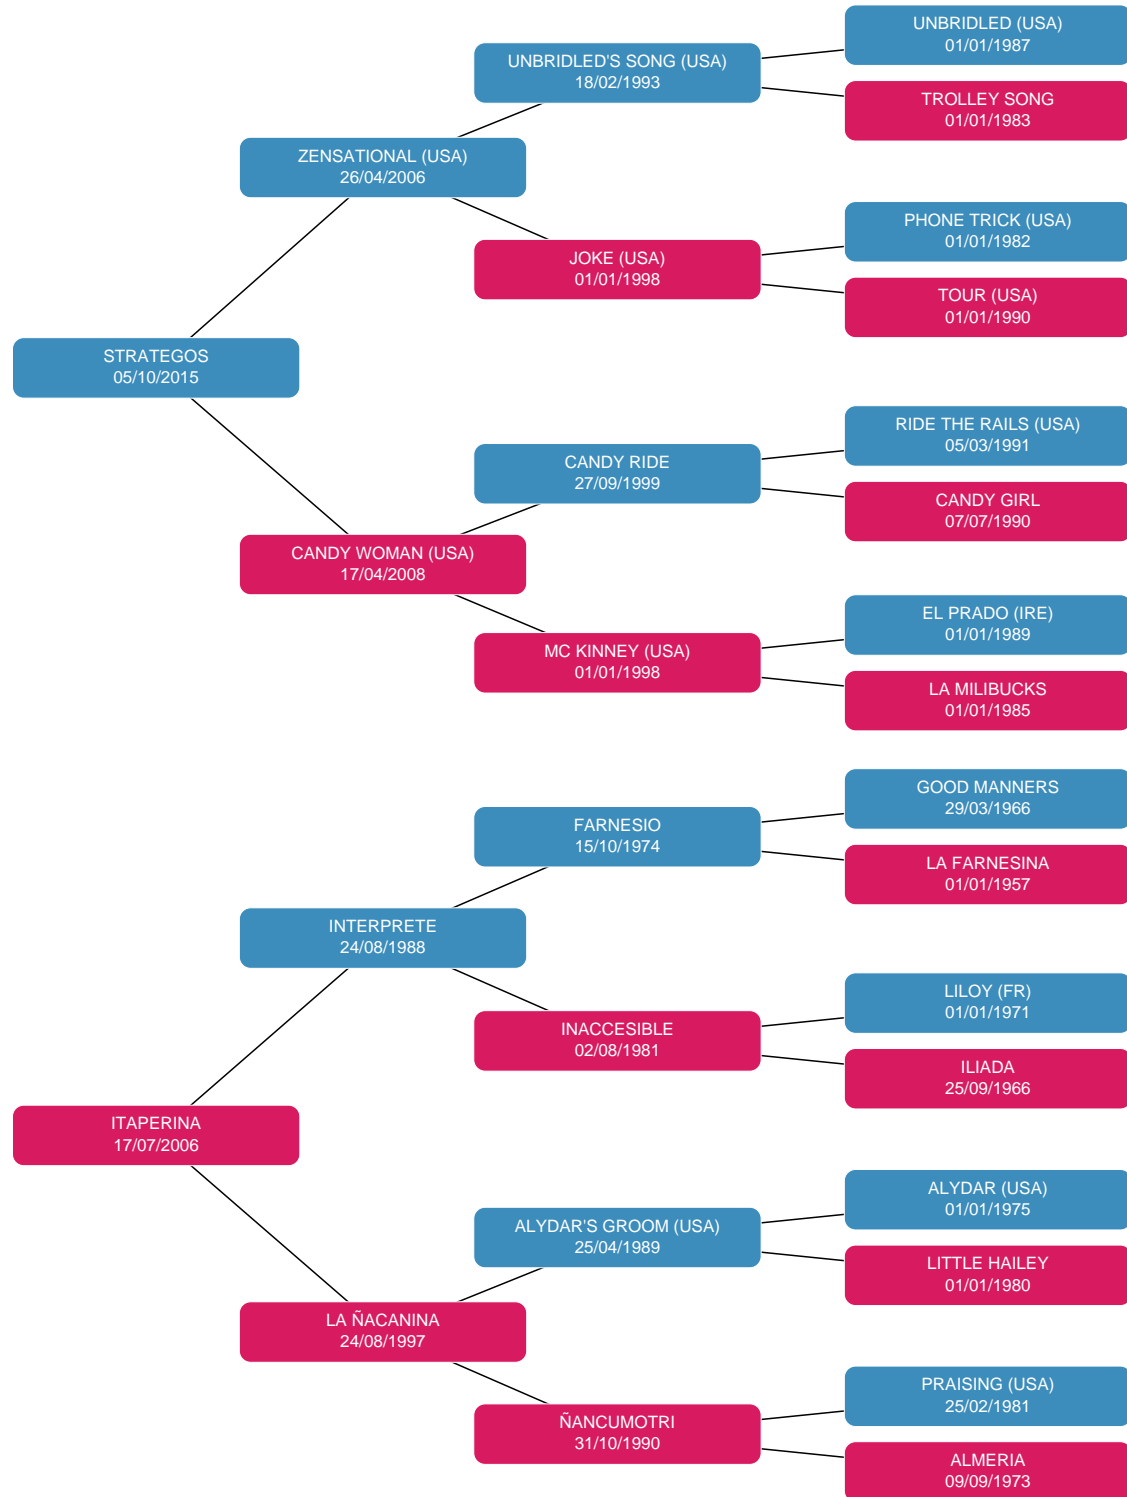 UNBRIDLED (USA)
01/01/1987
UNBRIDLED'S SONG (USA)
18/02/1993
TROLLEY SONG
01/01/1983
ZENSATIONAL (USA)
26/04/2006
PHONE TRICK (USA)
01/01/1982
JOKE (USA)
01/01/1998
TOUR (USA)
01/01/1990
STRATEGOS
05/10/2015
RIDE THE RAILS (USA)
05/03/1991
CANDY RIDE
27/09/1999
CANDY GIRL
07/07/1990
CANDY WOMAN (USA)
17/04/2008
EL PRADO (IRE)
01/01/1989
MC KINNEY (USA)
01/01/1998
LA MILIBUCKS
01/01/1985
GOOD MANNERS
29/03/1966
FARNESIO
15/10/1974
LA FARNESINA
01/01/1957
INTERPRETE
24/08/1988
LILOY (FR)
01/01/1971
INACCESIBLE
02/08/1981
ILIADA
25/09/1966
ITAPERINA
17/07/2006
ALYDAR (USA)
01/01/1975
ALYDAR'S GROOM (USA)
25/04/1989
LITTLE HAILEY
01/01/1980
LA ÑACANINA
24/08/1997
PRAISING (USA)
25/02/1981
ÑANCUMOTRI
31/10/1990
ALMERIA
09/09/1973